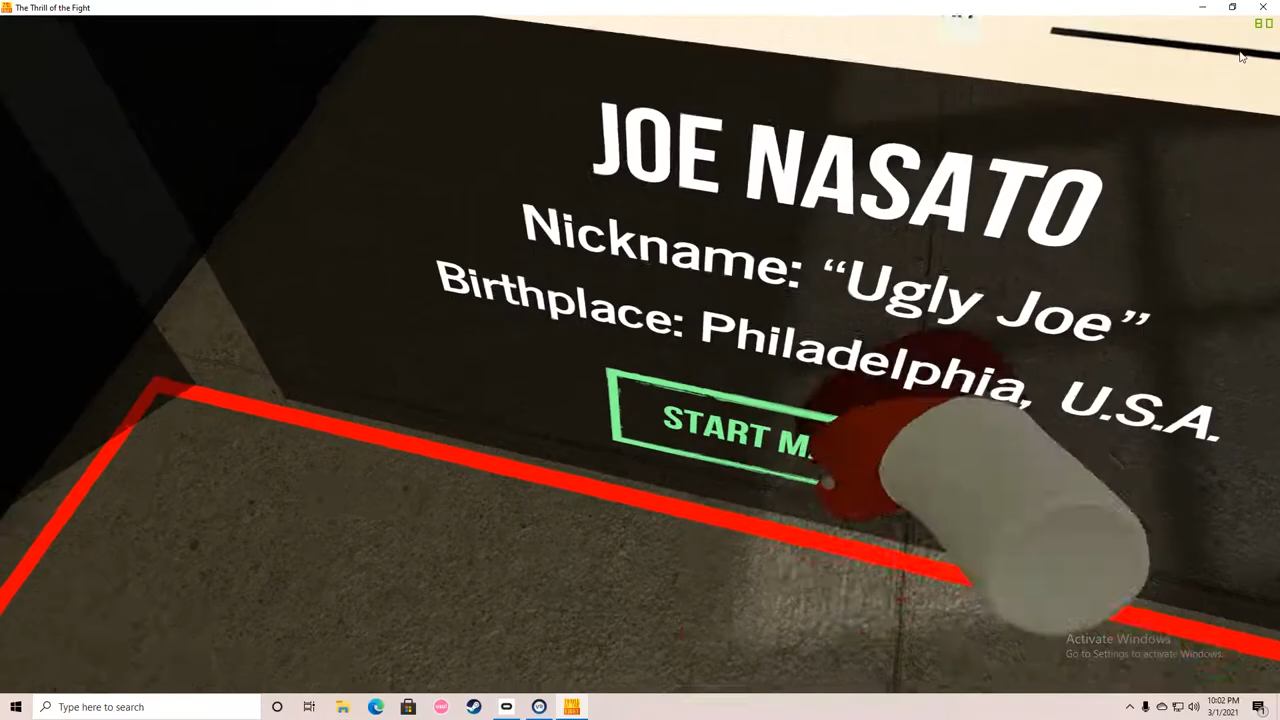 The Thrill of the Fight
80
JOE NASATO
Nickname: “Ugly Joe”
Birthplace: Philadelphia, U.S.A.
START M
Activate Windows
Go to Settings to activate Windows.
Type here to search
10:02 PM
3/1/2021